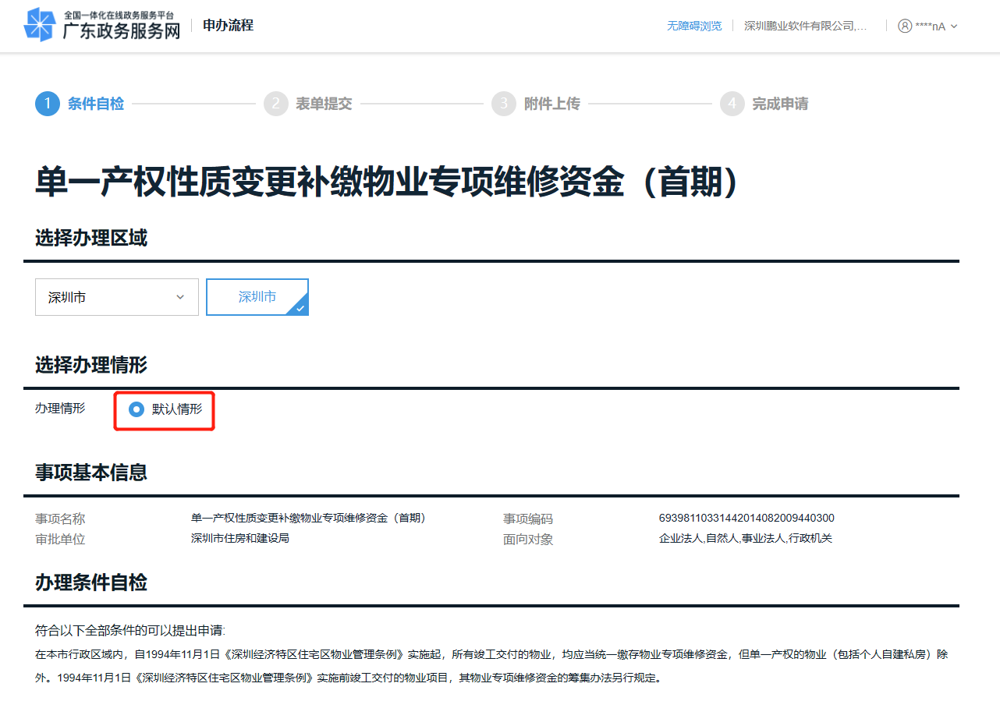 全国一体化在线政务服务平台
广东政务服务网
申办流程
无障碍浏览
深圳鹏业软件有限公司,...
****nA
1 条件自检
2 表单提交
3 附件上传
4 完成申请
单一产权性质变更补缴物业专项维修资金（首期）
选择办理区域
深圳市
深圳市
选择办理情形
办理情形
默认情形
事项基本信息
事项名称 单一产权性质变更补缴物业专项维修资金（首期） 事项编码 69398110331442014082009440300
审批单位 深圳市住房和建设局 面向对象 企业法人,自然人,事业法人,行政机关
办理条件自检
符合以下全部条件的可以提出申请:
在本市行政区域内，自1994年11月1日《深圳经济特区住宅区物业管理条例》实施起，所有竣工交付的物业，均应当统一缴存物业专项维修资金，但单一产权的物业（包括个人自建私房）除
外。1994年11月1日《深圳经济特区住宅区物业管理条例》实施前竣工交付的物业项目，其物业专项维修资金的筹集办法另行规定。